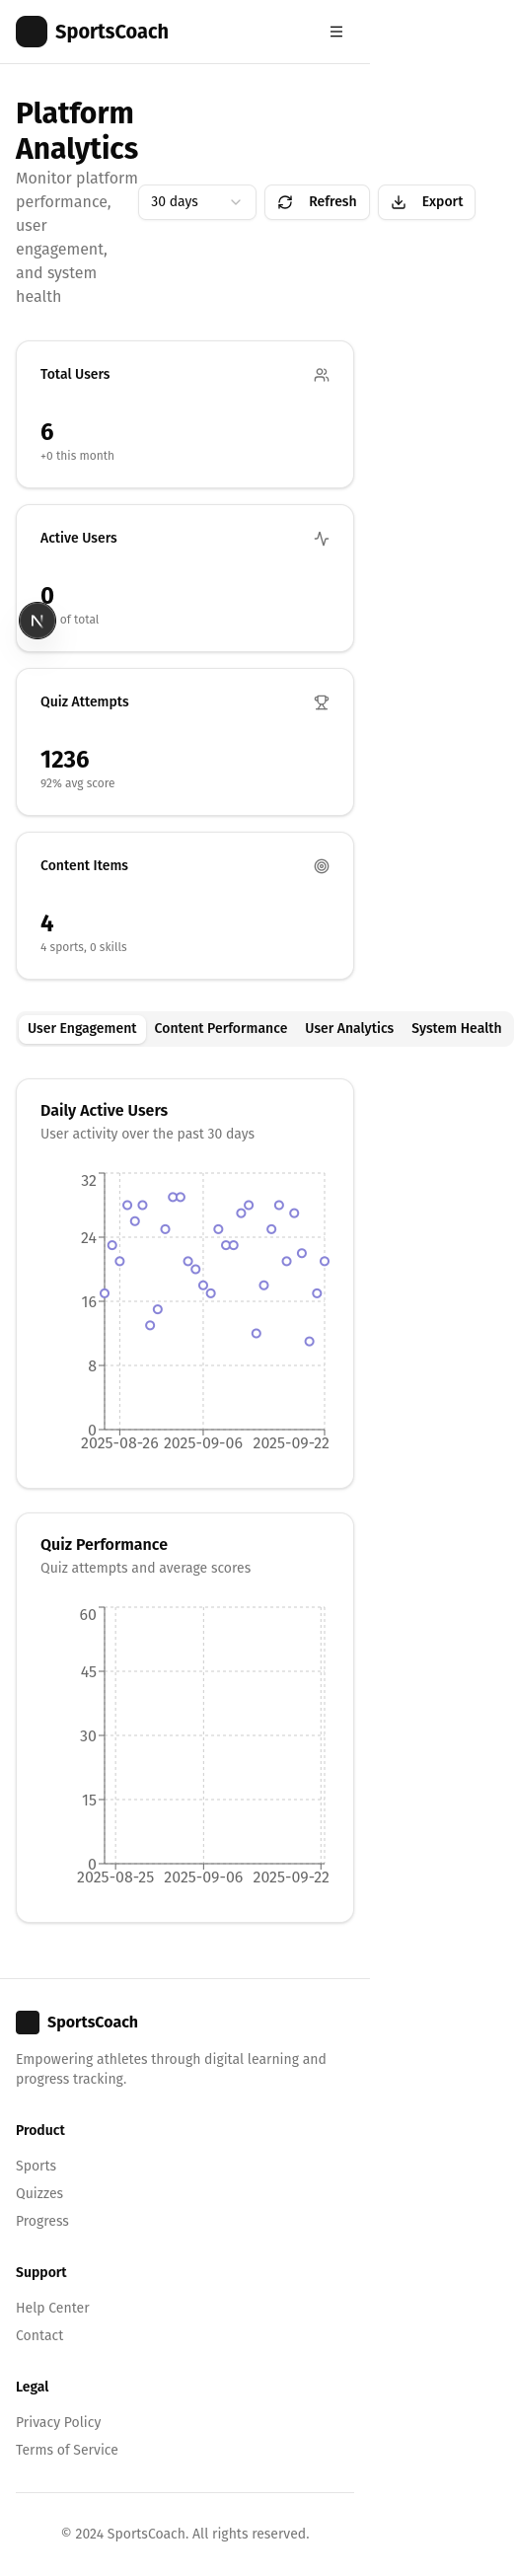 SportsCoach
Platform
Analytics
Monitor platform
performance,
user
engagement,
and system
health
30 days
Refresh
Export
Total Users
6
+0 this month
Active Users
0
of total
N
Quiz Attempts
1236
92% avg score
Content Items
4
4 sports, 0 skills
User Engagement Content Performance User Analytics System Health
Daily Active Users
User activity over the past 30 days
32
24
16
8
0
2025-08-26 2025-09-06 2025-09-22
Quiz Performance
Quiz attempts and average scores
60
45
30
15
0
2025-08-25 2025-09-06 2025-09-22
SportsCoach
Empowering athletes through digital learning and
progress tracking.
Product
Sports
Quizzes
Progress
Support
Help Center
Contact
Legal
Privacy Policy
Terms of Service
© 2024 SportsCoach. All rights reserved.